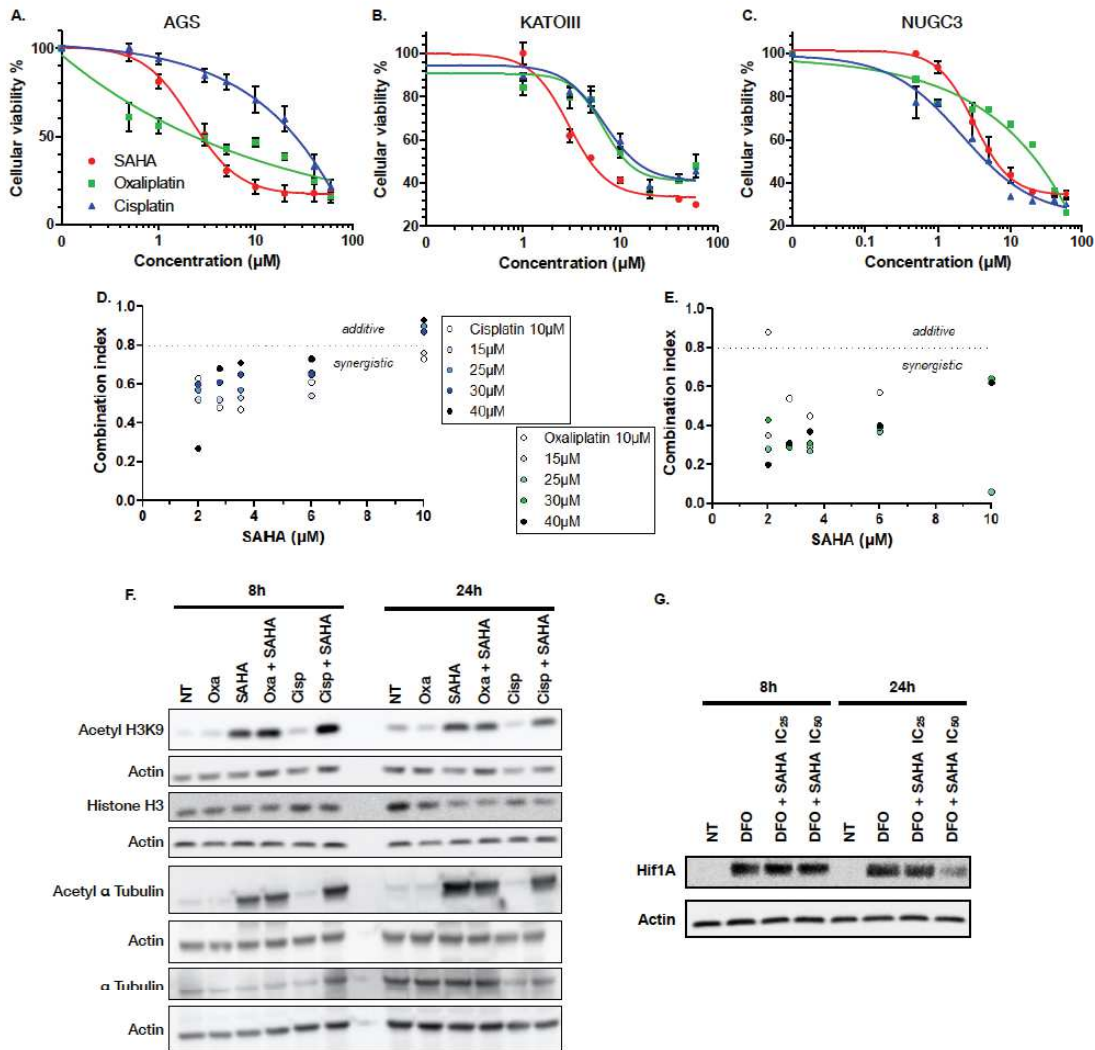 A.
AGS
Cellular viability %
100
50
0
0
1
10
100
Concentration (µM)
SAHA
Oxaliplatin
Cisplatin
B.
KATOIII
Cellular viability %
120
100
80
60
40
20
0
1
10
100
Concentration (µM)
C.
NUGC3
Cellular viability %
120
100
80
60
40
20
0
0.1
1
10
100
Concentration (µM)
D.
Combination index
1.0
0.8
0.6
0.4
0.2
0.0
additive
synergistic
0
2
4
6
8
10
SAHA (µM)
Cisplatin 10µM
15µM
25µM
30µM
40µM
Oxaliplatin 10µM
15µM
25µM
30µM
40µM
E.
Combination index
1.0
0.8
0.6
0.4
0.2
0.0
additive
synergistic
0
2
4
6
8
10
SAHA (µM)
F.
8h
24h
NT
Oxa
SAHA
Oxa + SAHA
Cisp
Cisp + SAHA
NT
Oxa
SAHA
Oxa + SAHA
Cisp
Cisp + SAHA
Acetyl H3K9
Actin
Histone H3
Actin
Acetyl α Tubulin
Actin
α Tubulin
Actin
G.
8h
24h
NT
DFO
DFO + SAHA IC25
DFO + SAHA IC50
NT
DFO
DFO + SAHA IC25
DFO + SAHA IC50
Hif1A
Actin